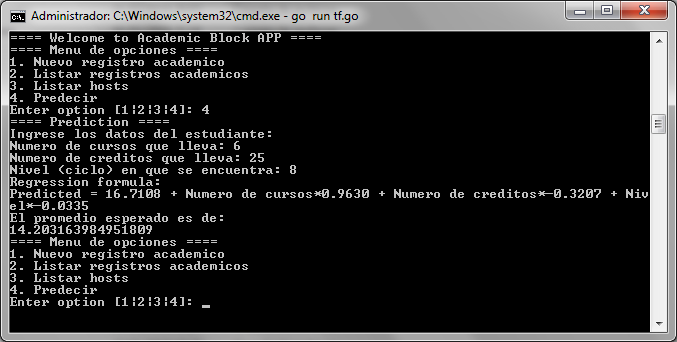 Administrador: C:\Windows\system32\cmd.exe - go  run tf.go
==== Welcome to Academic Block APP ====
==== Menu de opciones ====
1. Nuevo registro academico
2. Listar registros academicos
3. Listar hosts
4. Predecir
Enter option [1|2|3|4]: 4
==== Prediction ====
Ingrese los datos del estudiante:
Numero de cursos que lleva: 6
Numero de creditos que lleva: 25
Nivel (ciclo) en que se encuentra: 8
Regression formula:
Predicted = 16.7108 + Numero de cursos*0.9630 + Numero de creditos*-0.3207 + Niv
el*-0.0335
El promedio esperado es de:
14.203163984951809
==== Menu de opciones ====
1. Nuevo registro academico
2. Listar registros academicos
3. Listar hosts
4. Predecir
Enter option [1|2|3|4]: _